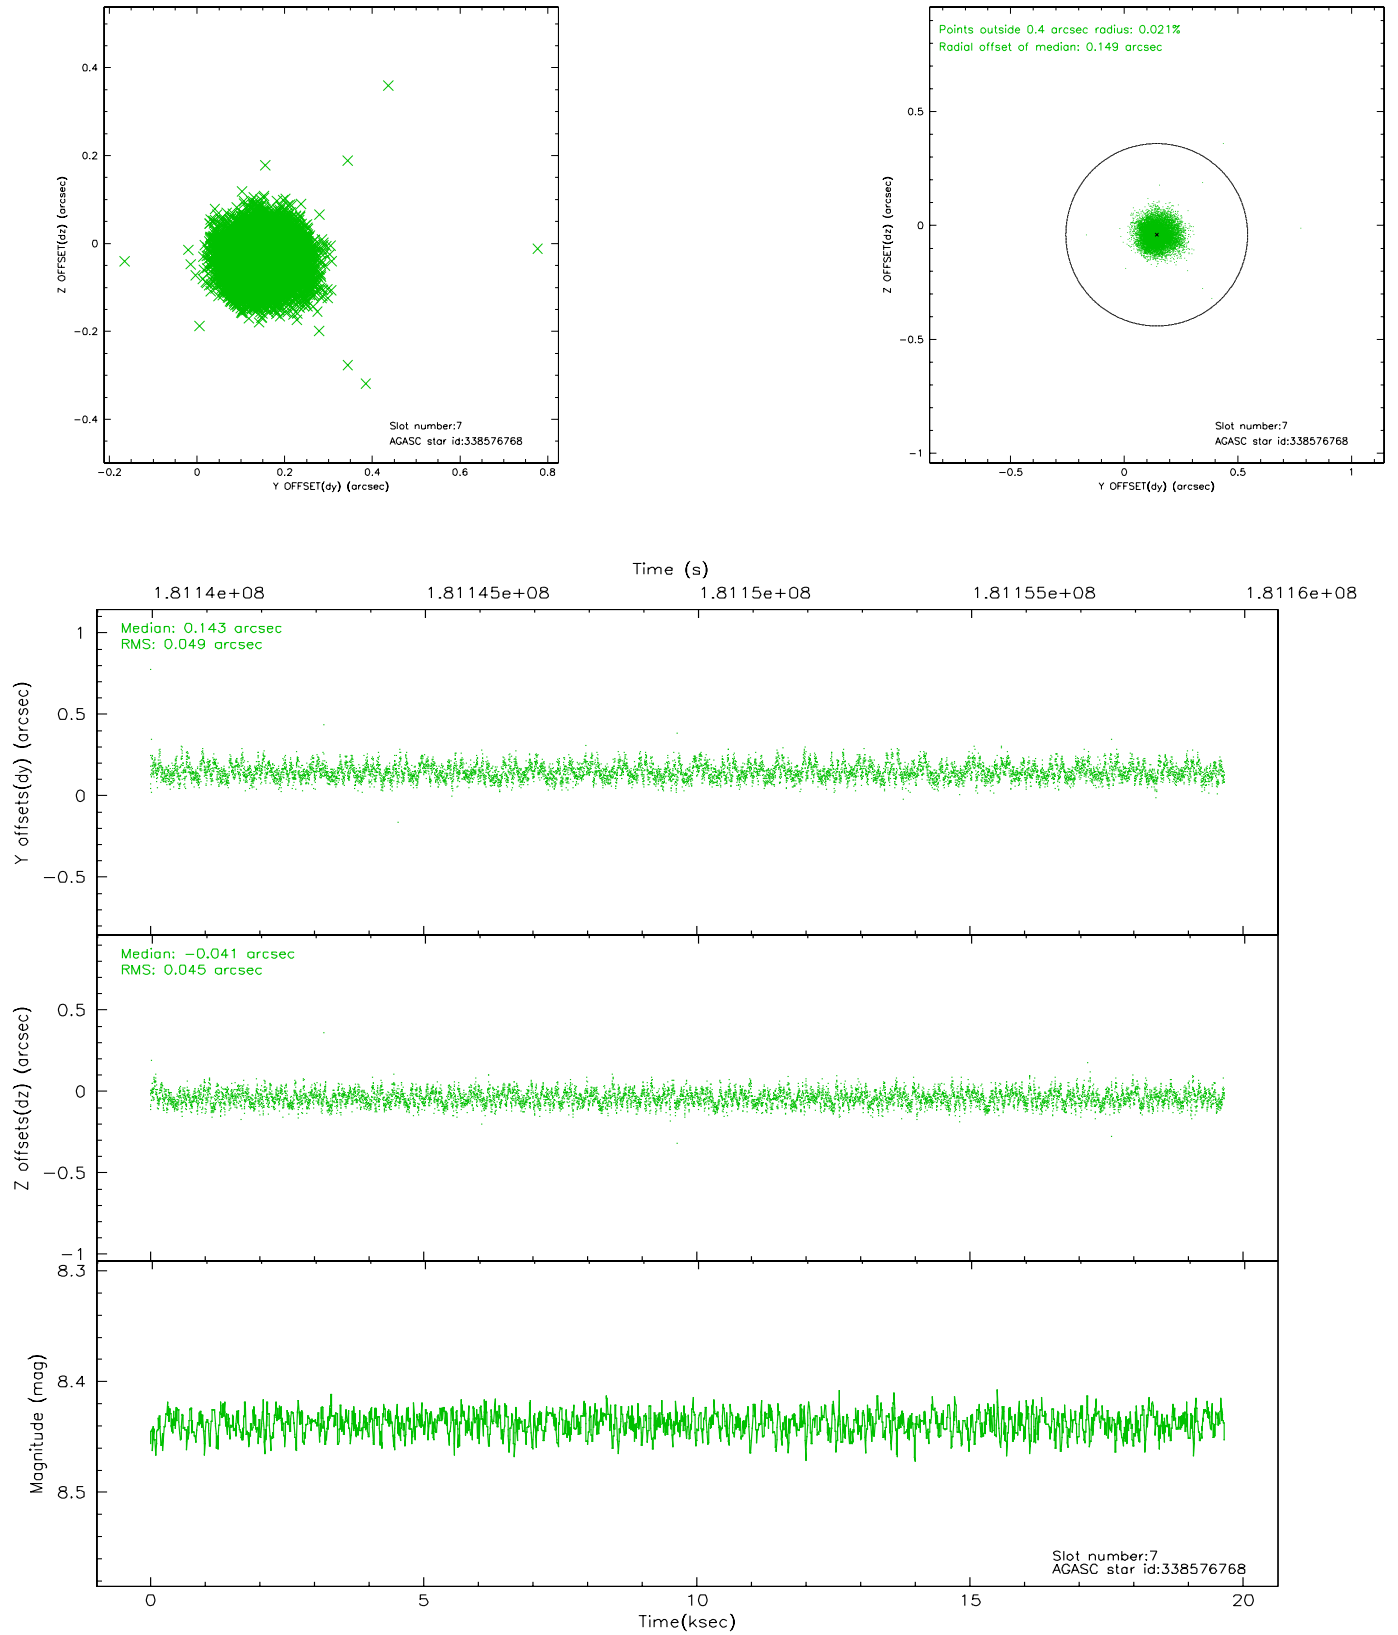 0.4
0.2
0
−0.2
−0.4
Z OFFSET(dz) (arcsec)
Slot number:7
AGASC star id:338576768
−0.2 0 0.2 0.4 0.6 0.8
Y OFFSET(dy) (arcsec)
Points outside 0.4 arcsec radius: 0.021%
Radial offset of median: 0.149 arcsec
0.5
0
−0.5
−1
Z OFFSET(dz) (arcsec)
Slot number:7
AGASC star id:338576768
−0.5 0 0.5 1
Y OFFSET(dy) (arcsec)
Time (s)
1.8114e+08 1.81145e+08 1.8115e+08 1.81155e+08 1.8116e+08
Median: 0.143 arcsec
RMS: 0.049 arcsec
1
0.5
0
−0.5
Y offsets(dy) (arcsec)
Median: −0.041 arcsec
RMS: 0.045 arcsec
0.5
0
−0.5
−1
Z offsets(dz) (arcsec)
8.3
8.4
8.5
Magnitude (mag)
Slot number:7
AGASC star id:338576768
0 5 10 15 20
Time(ksec)